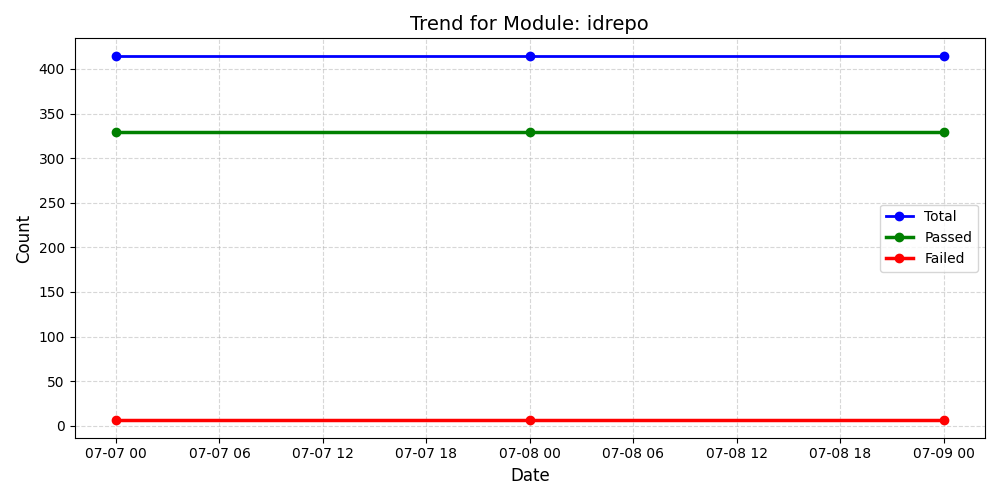 Trend for Module: idrepo
Count
400
350
300
250
200
150
100
50
0
Total
Passed
Failed
07-07 00 07-07 06 07-07 12 07-07 18 07-08 00 07-08 06 07-08 12 07-08 18 07-09 00
Date